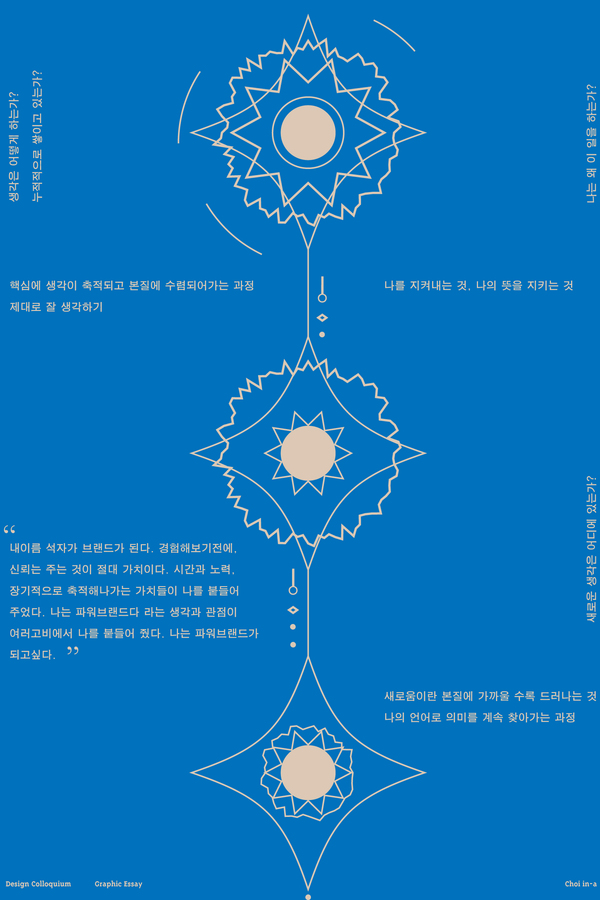 생각은 어떻게 하는가?
누적적으로 쌓이고 있는가?
나는 왜 이 일을 하는가?
핵심에 생각이 축적되고 본질에 수렴되어가는 과정
제대로 잘 생각하기
나를 지켜내는 것, 나의 뜻을 지키는 것
새로운 생각은 어디에 있는가?
“
내이름 석자가 브랜드가 된다. 경험해보기전에,
신뢰는 주는 것이 절대 가치이다. 시간과 노력,
장기적으로 축적해나가는 가치들이 나를 붙들어
주었다. 나는 파워브랜드다 라는 생각과 관점이
여러고비에서 나를 붙들어 줬다. 나는 파워브랜드가
되고싶다. ”
새로움이란 본질에 가까울 수록 드러나는 것
나의 언어로 의미를 계속 찾아가는 과정
Design Colloquium Graphic Essay Choi in-a